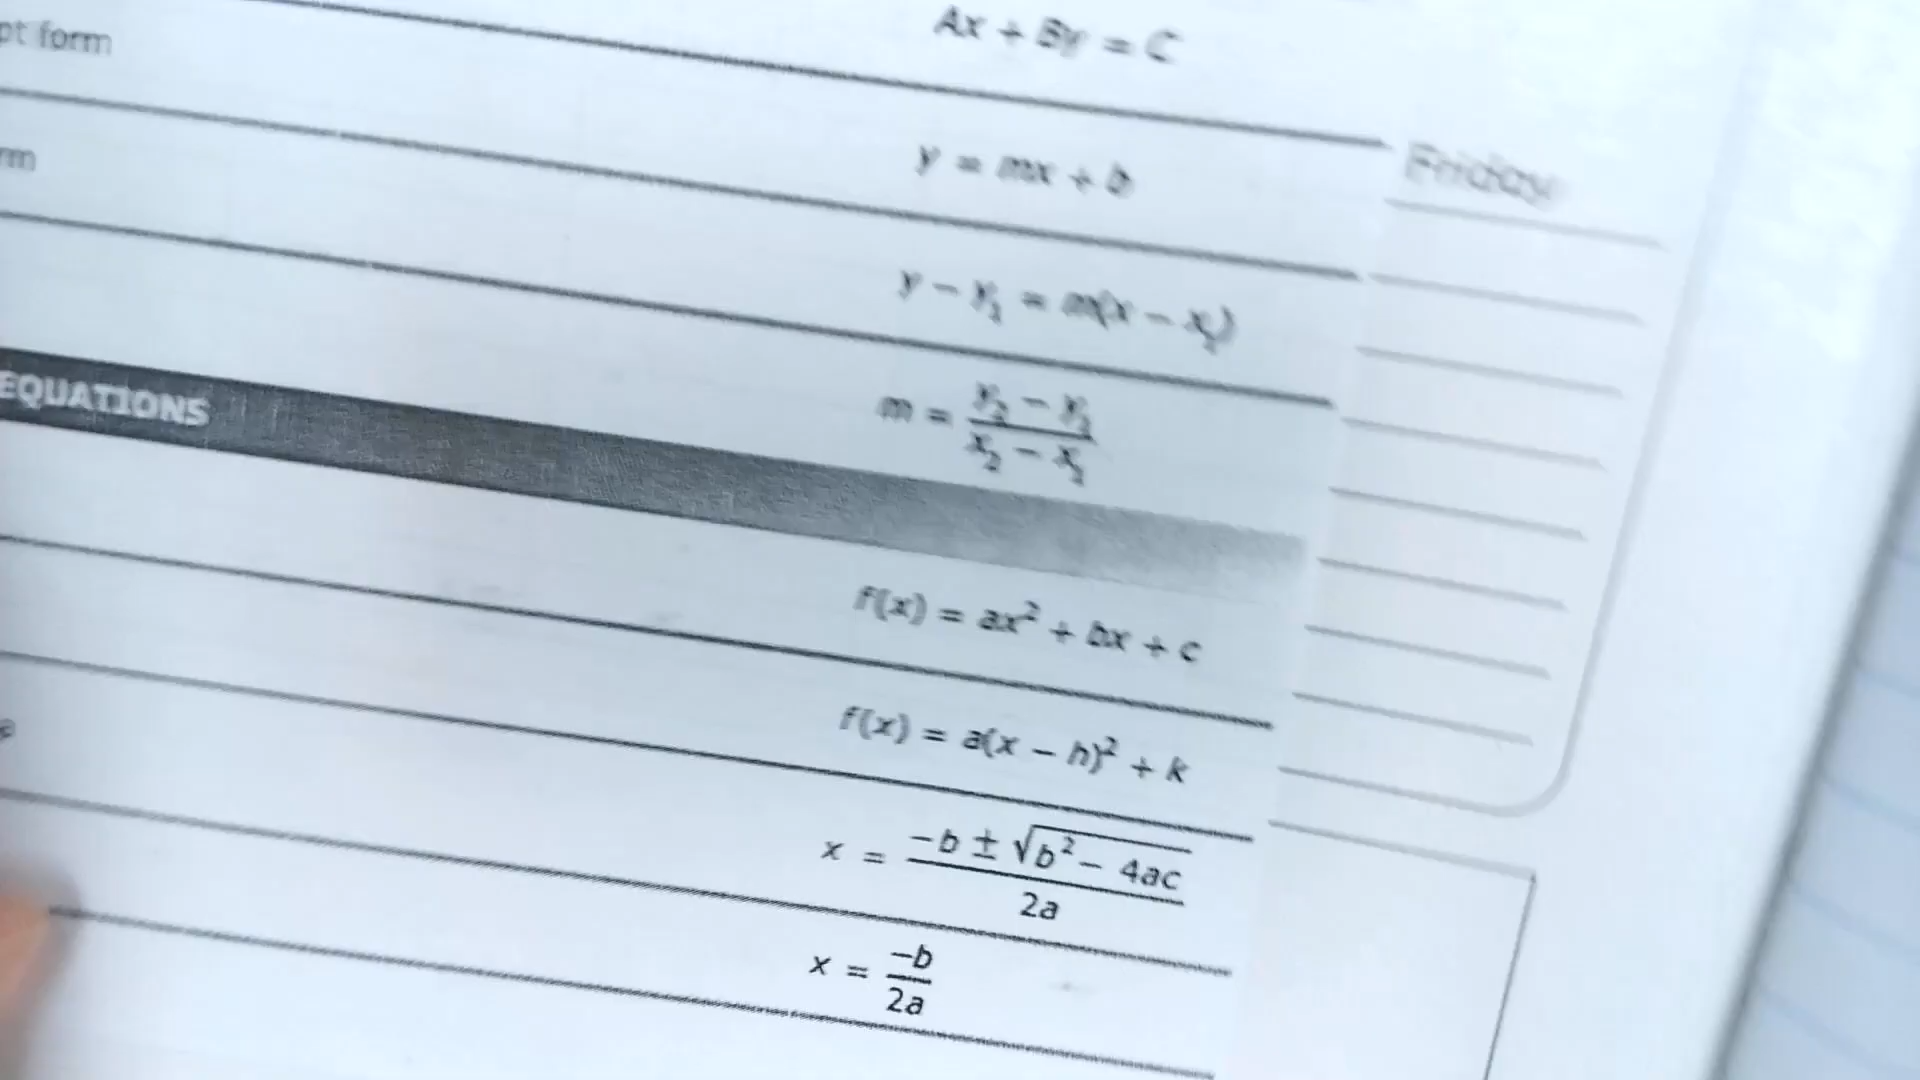 Ax + By = C
pt form
y = mx + b
Friday
rm
y − y₁ = m(x − x₁)
m = (y₂ − y₁)/(x₂ − x₁)
EQUATIONS
f(x) = ax² + bx + c
f(x) = a(x − h)² + k
x = (−b ± √(b² − 4ac))/(2a)
x = −b/(2a)